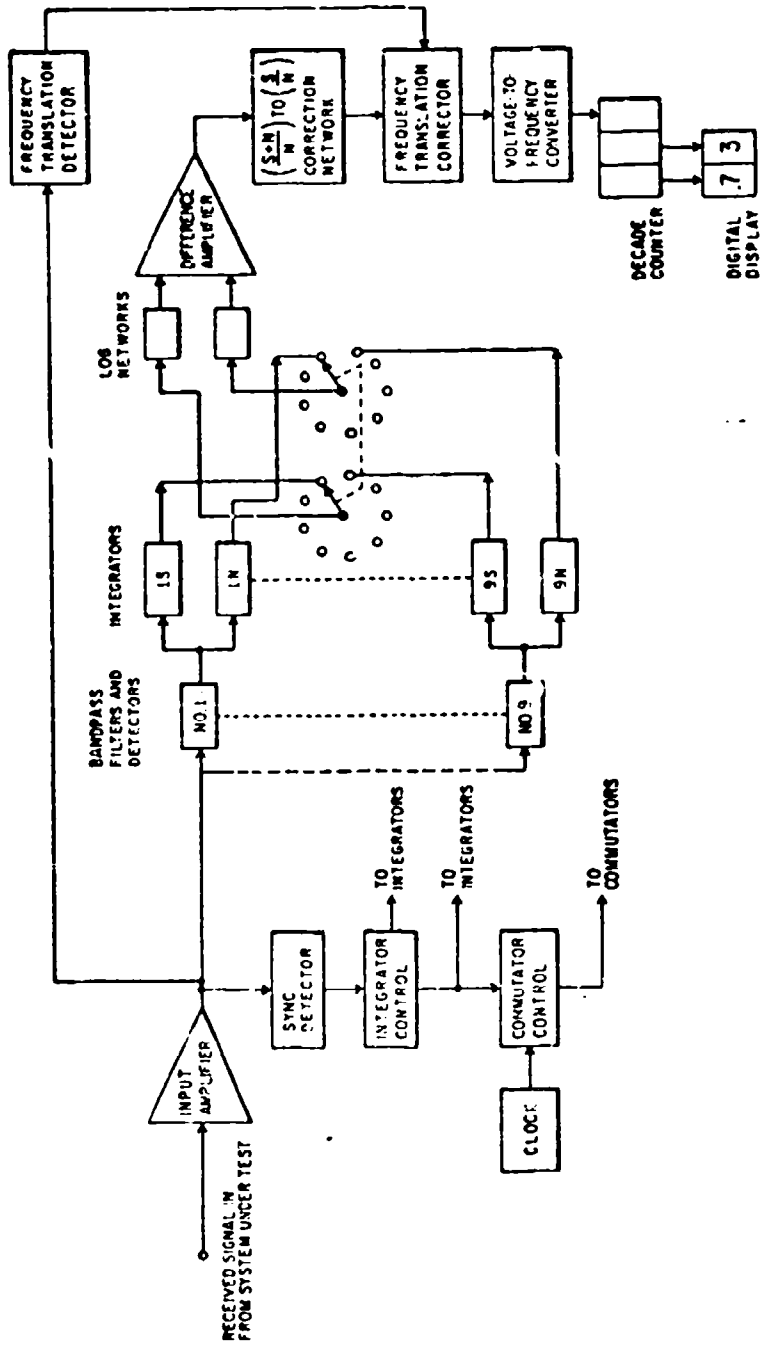 RECEIVED SIGNAL IN
FROM SYSTEM UNDER TEST
INPUT
AMPLIFIER
SYNC
DETECTOR
INTEGRATOR
CONTROL
TO
INTEGRATORS
TO
INTEGRATORS
CLOCK
COMMUTATOR
CONTROL
TO
COMMUTATORS
BANDPASS
FILTERS AND
DETECTORS
NO.1
NO 9
INTEGRATORS
1S
1N
9S
9N
LOG
NETWORKS
DIFFERENCE
AMPLIFIER
FREQUENCY
TRANSLATION
DETECTOR
(S+N/N) TO (S/N)
CORRECTION
NETWORK
FREQUENCY
TRANSLATION
CORRECTOR
VOLTAGE-TO-
FREQUENCY
CONVERTER
DECADE
COUNTER
.7 3
DIGITAL
DISPLAY